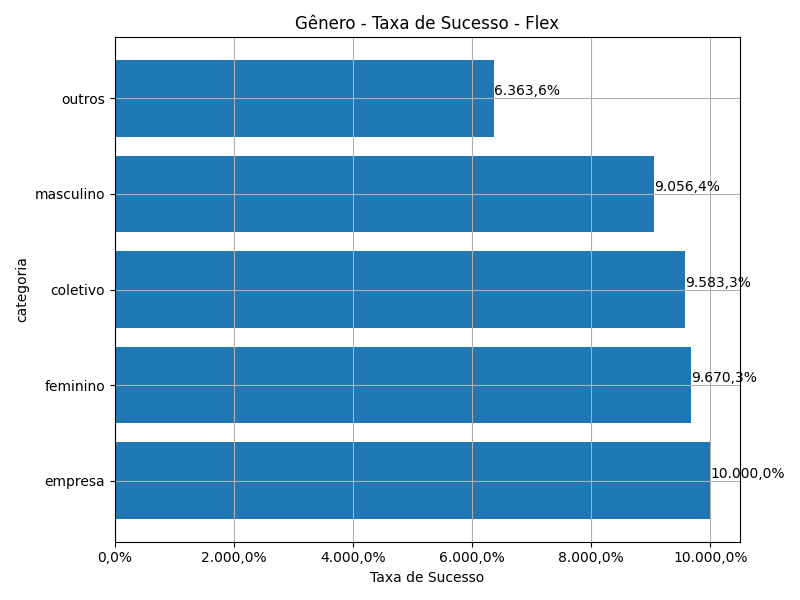 Gênero - Taxa de Sucesso - Flex
outros
6.363,6%
masculino
9.056,4%
coletivo
9.583,3%
feminino
9.670,3%
empresa
10.000,0%
categoria
0,0%
2.000,0%
4.000,0%
6.000,0%
8.000,0%
10.000,0%
Taxa de Sucesso